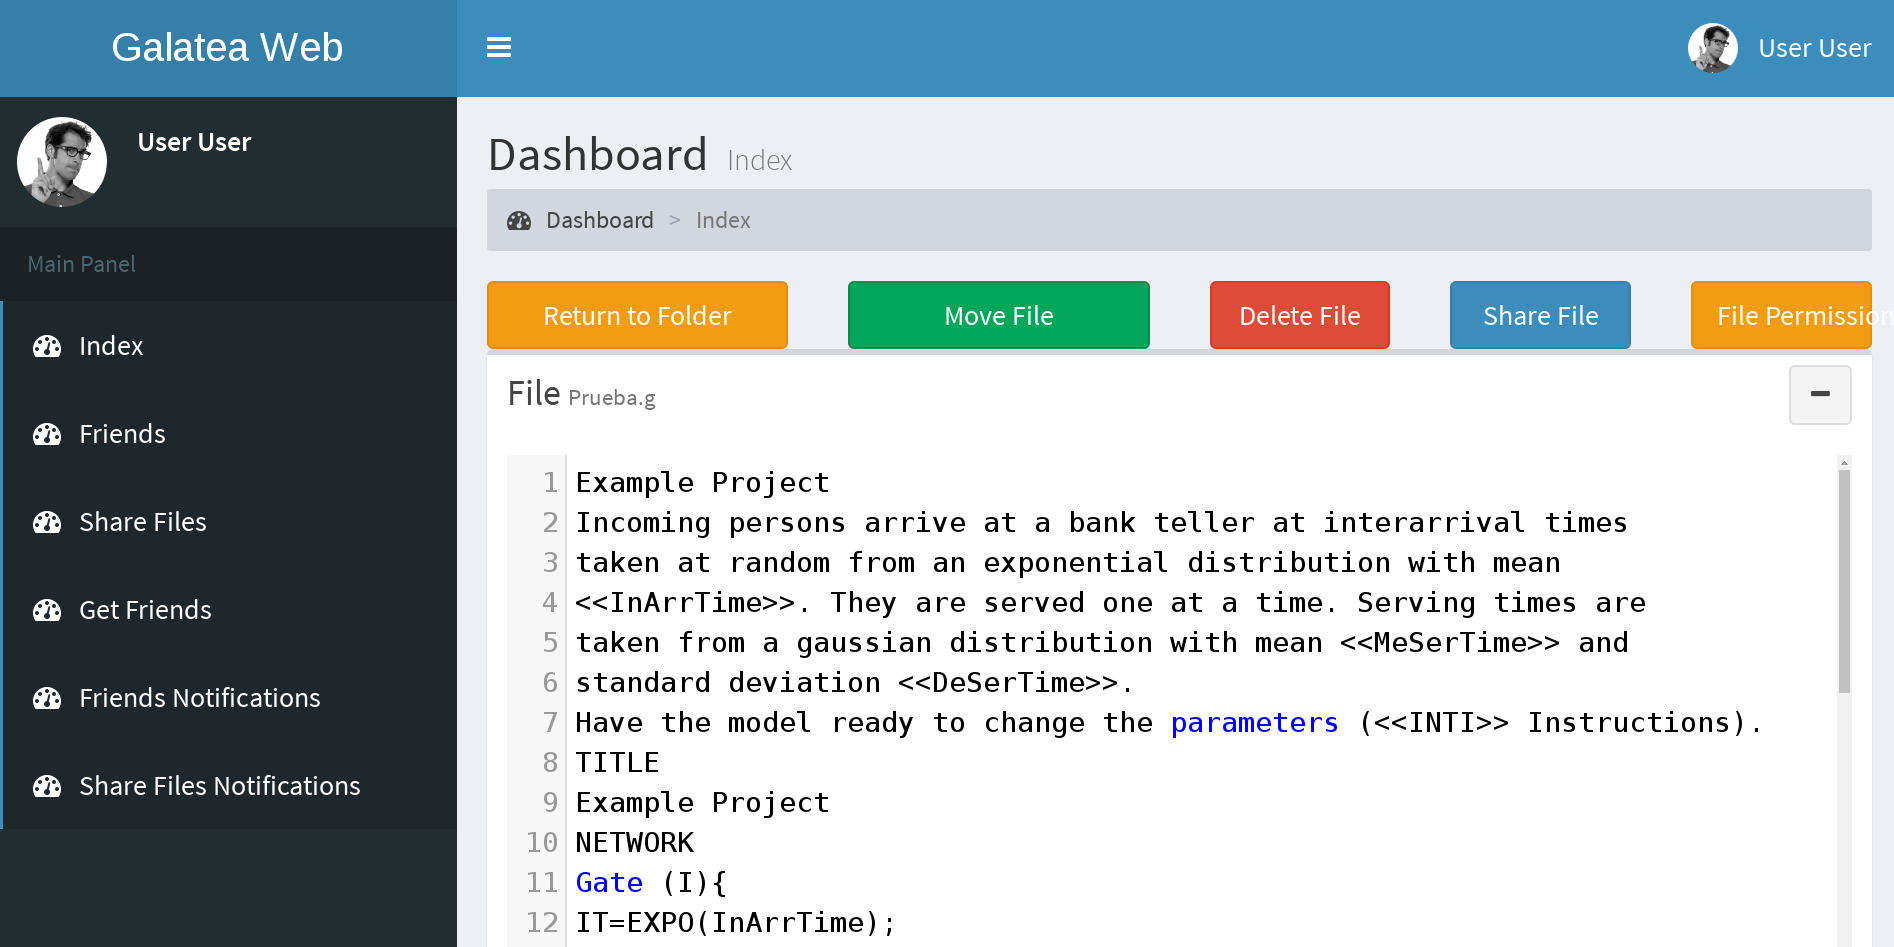 Galatea Web
User User
User User
Main Panel
Index
Friends
Share Files
Get Friends
Friends Notifications
Share Files Notifications
Dashboard Index
Dashboard > Index
Return to Folder
Move File
Delete File
Share File
File Permission
File Prueba.g
1 Example Project
2 Incoming persons arrive at a bank teller at interarrival times
3 taken at random from an exponential distribution with mean
4 <<InArrTime>>. They are served one at a time. Serving times are
5 taken from a gaussian distribution with mean <<MeSerTime>> and
6 standard deviation <<DeSerTime>>.
7 Have the model ready to change the parameters (<<INTI>> Instructions).
8 TITLE
9 Example Project
10 NETWORK
11 Gate (I){
12 IT=EXPO(InArrTime);